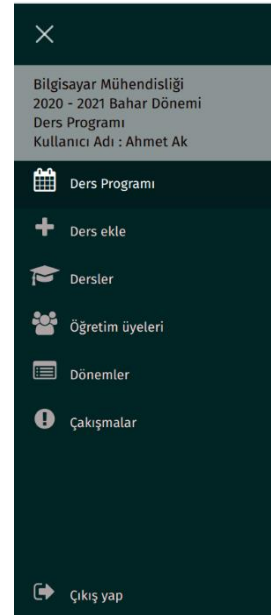 Bilgisayar Mühendisliği
2020 - 2021 Bahar Dönemi
Ders Programı
Kullanıcı Adı : Ahmet Ak
Ders Programı
Ders ekle
Dersler
Öğretim üyeleri
Dönemler
Çakışmalar
Çıkış yap